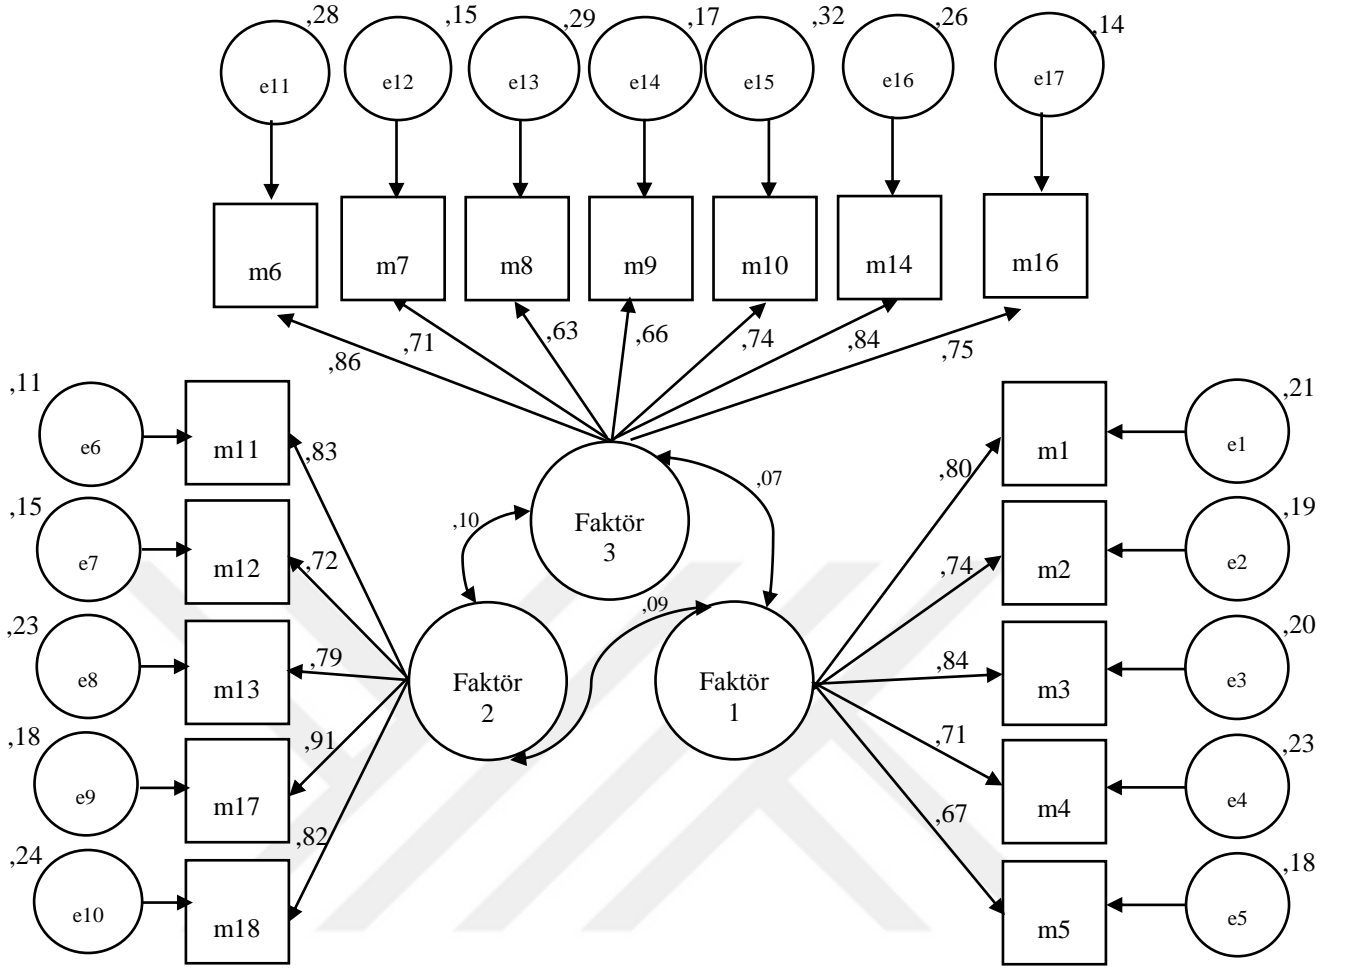 ,28
,15
,29
,17
,32
,26
,14
e11
e12
e13
e14
e15
e16
e17
m6
m7
m8
m9
m10
m14
m16
,86
,71
,63
,66
,74
,84
,75
,11
e6
m11
,83
,15
e7
m12
,72
,23
e8
m13
,79
,18
e9
m17
,91
,24
e10
m18
,82
Faktör
3
,10
,07
,09
Faktör
2
Faktör
1
,80
m1
e1
,21
,74
m2
e2
,19
,84
m3
e3
,20
,71
m4
e4
,23
,67
m5
e5
,18